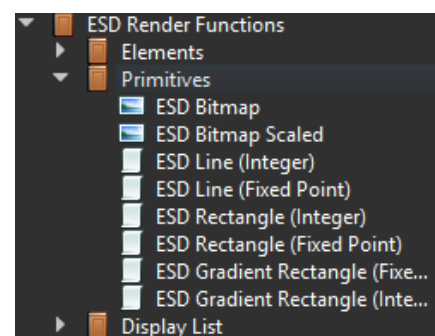 ESD Render Functions
Elements
Primitives
ESD Bitmap
ESD Bitmap Scaled
ESD Line (Integer)
ESD Line (Fixed Point)
ESD Rectangle (Integer)
ESD Rectangle (Fixed Point)
ESD Gradient Rectangle (Fixe...
ESD Gradient Rectangle (Inte...
Display List